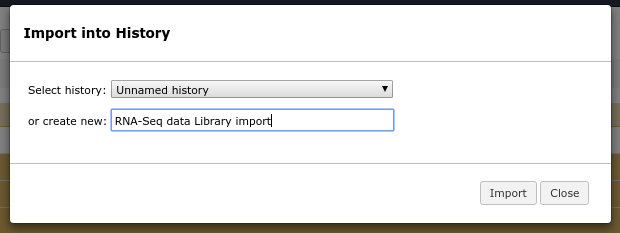 Import into History
Select history: Unnamed history
or create new: RNA-Seq data Library import
Import Close